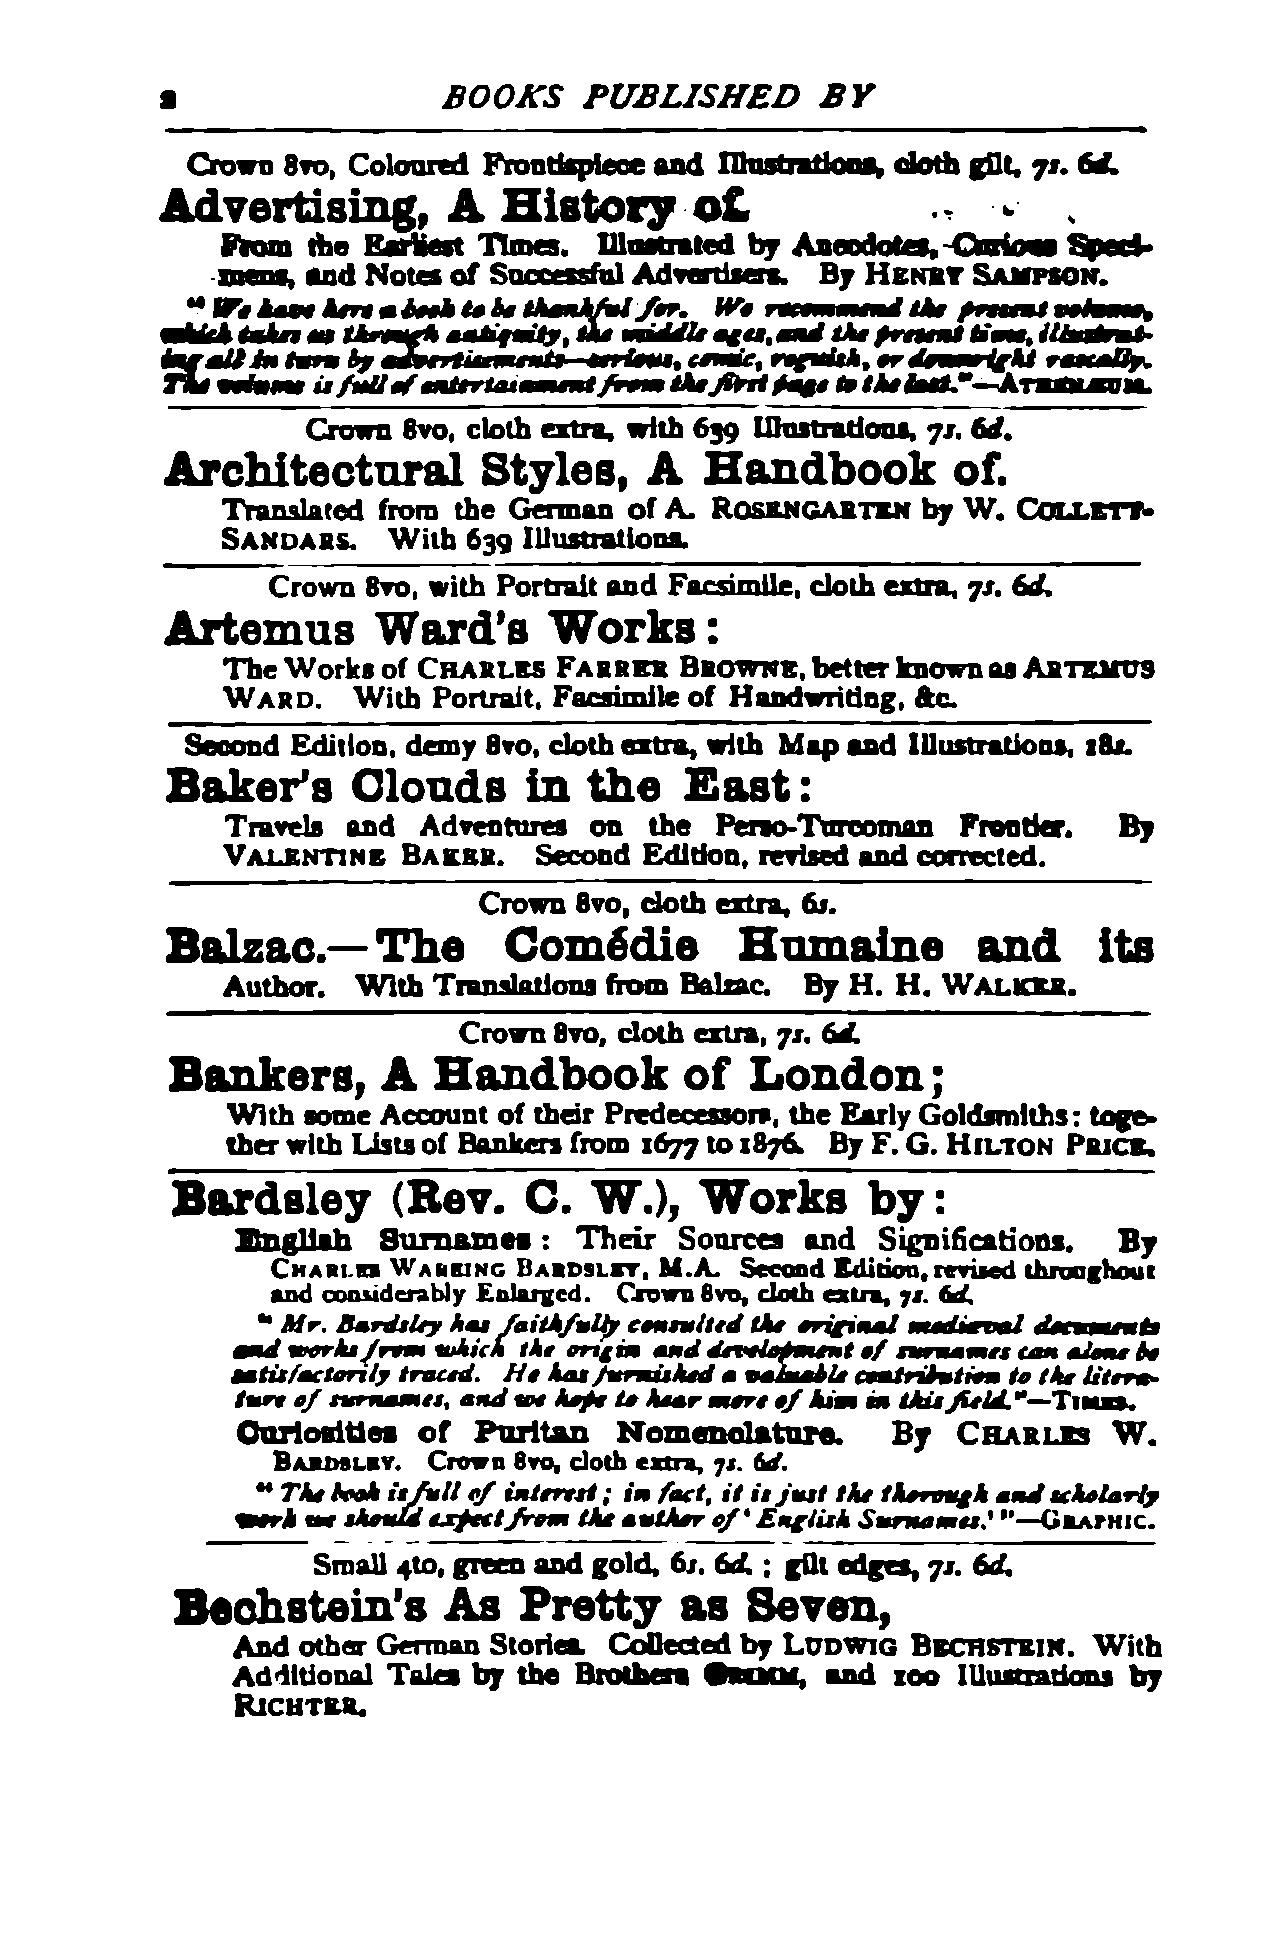 2 BOOKS PUBLISHED BY
Crown 8vo, Coloured Frontispiece and Illustrations, cloth gilt, 7s. 6d.
Advertising, A History of.
From the Earliest Times. Illustrated by Anecdotes, Curious Speci-
mens, and Notes of Successful Advertisers. By HENRY SAMPSON.
"We have here a book to be thankful for. We recommend the present volume,
which takes us through antiquity, the middle ages, and the present time, illustrat-
ing all in turn by advertisements—serious, comic, roguish, or downright rascally.
The volume is full of entertainment from the first page to the last."—ATHENÆUM.
Crown 8vo, cloth extra, with 639 Illustrations, 7s. 6d.
Architectural Styles, A Handbook of.
Translated from the German of A. ROSENGARTEN by W. COLLETT-
SANDARS. With 639 Illustrations.
Crown 8vo, with Portrait and Facsimile, cloth extra, 7s. 6d.
Artemus Ward's Works:
The Works of CHARLES FARRER BROWNE, better known as ARTEMUS
WARD. With Portrait, Facsimile of Handwriting, &c.
Second Edition, demy 8vo, cloth extra, with Map and Illustrations, 18s.
Baker's Clouds in the East:
Travels and Adventures on the Perso-Turcoman Frontier. By
VALENTINE BAKER. Second Edition, revised and corrected.
Crown 8vo, cloth extra, 6s.
Balzac.—The Comédie Humaine and its
Author. With Translations from Balzac. By H. H. WALKER.
Crown 8vo, cloth extra, 7s. 6d.
Bankers, A Handbook of London;
With some Account of their Predecessors, the Early Goldsmiths: toge-
ther with Lists of Bankers from 1677 to 1876. By F. G. HILTON PRICE.
Bardsley (Rev. C. W.), Works by:
English Surnames: Their Sources and Significations. By
CHARLES WAREING BARDSLEY, M.A. Second Edition, revised throughout
and considerably Enlarged. Crown 8vo, cloth extra, 7s. 6d.
"Mr. Bardsley has faithfully consulted the original mediæval documents
and works from which the origin and development of surnames can alone be
satisfactorily traced. He has furnished a valuable contribution to the litera-
ture of surnames, and we hope to hear more of him in this field."—TIMES.
Curiosities of Puritan Nomenclature. By CHARLES W.
BARDSLEY. Crown 8vo, cloth extra, 7s. 6d.
"The book is full of interest; in fact, it is just the thorough and scholarly
work we should expect from the author of 'English Surnames.'"—GRAPHIC.
Small 4to, green and gold, 6s. 6d.; gilt edges, 7s. 6d.
Bechstein's As Pretty as Seven,
And other German Stories. Collected by LUDWIG BECHSTEIN. With
Additional Tales by the Brothers GRIMM, and 100 Illustrations by
RICHTER.